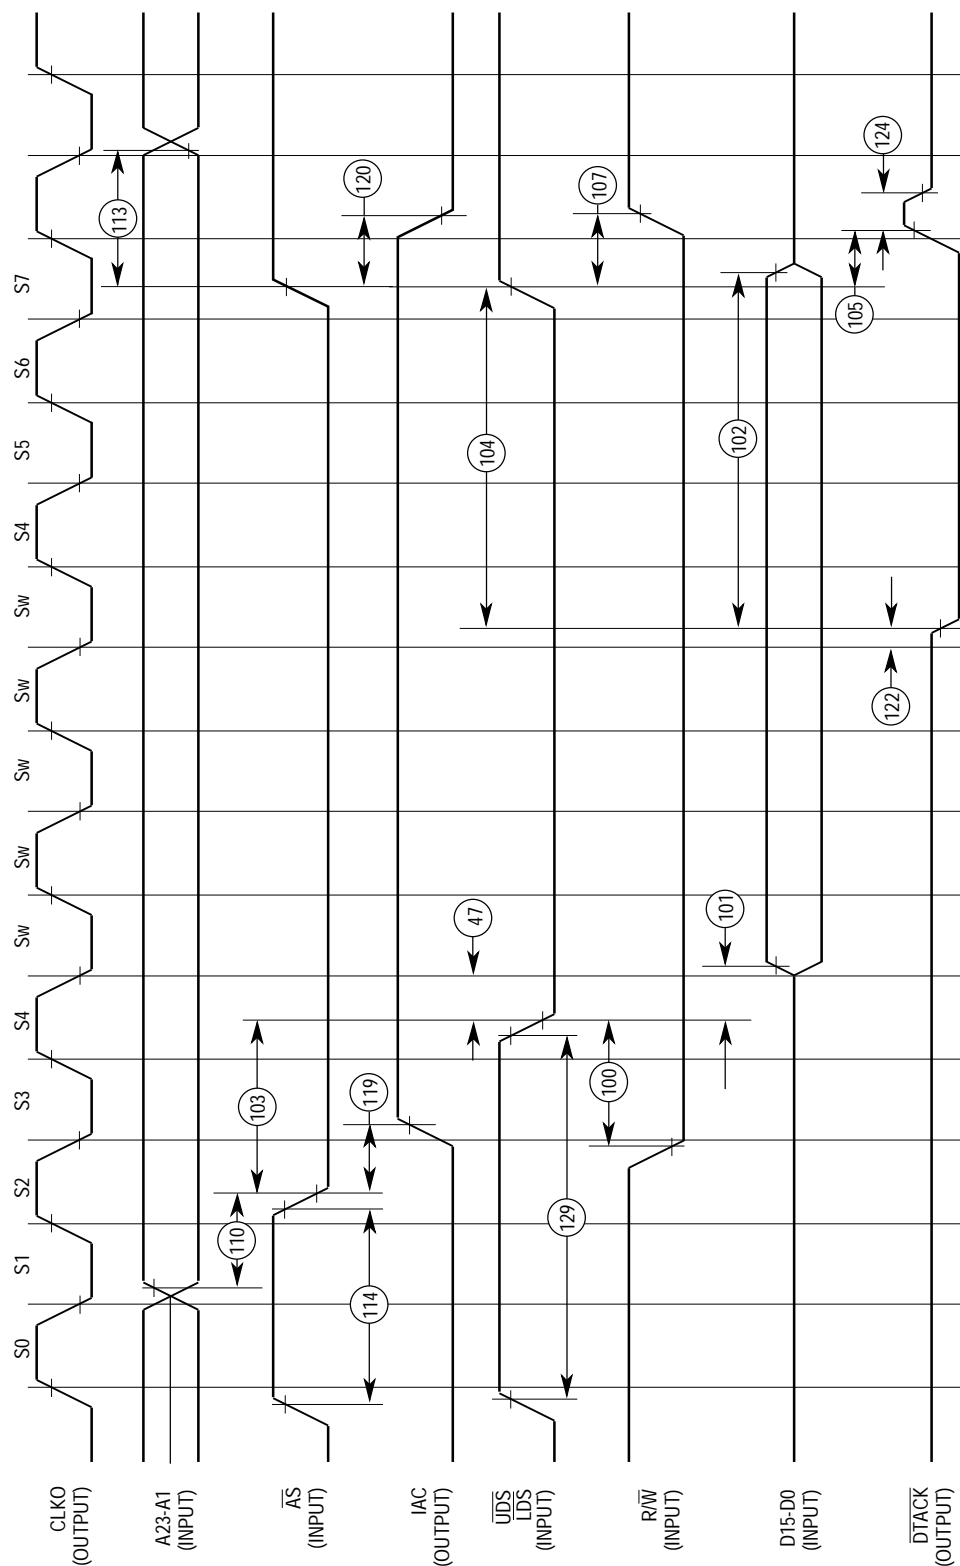 S0 S1 S2 S3 S4 SW SW SW SW SW S4 S5 S6 S7
CLKO
(OUTPUT)
113
A23-A1
(INPUT)
110
103
AS
(INPUT)
120
114
119
IAC
(OUTPUT)
47
104
UDS
LDS
(INPUT)
129
107
100
R/W
(INPUT)
101
102
D15-D0
(INPUT)
105
124
122
DTACK
(OUTPUT)